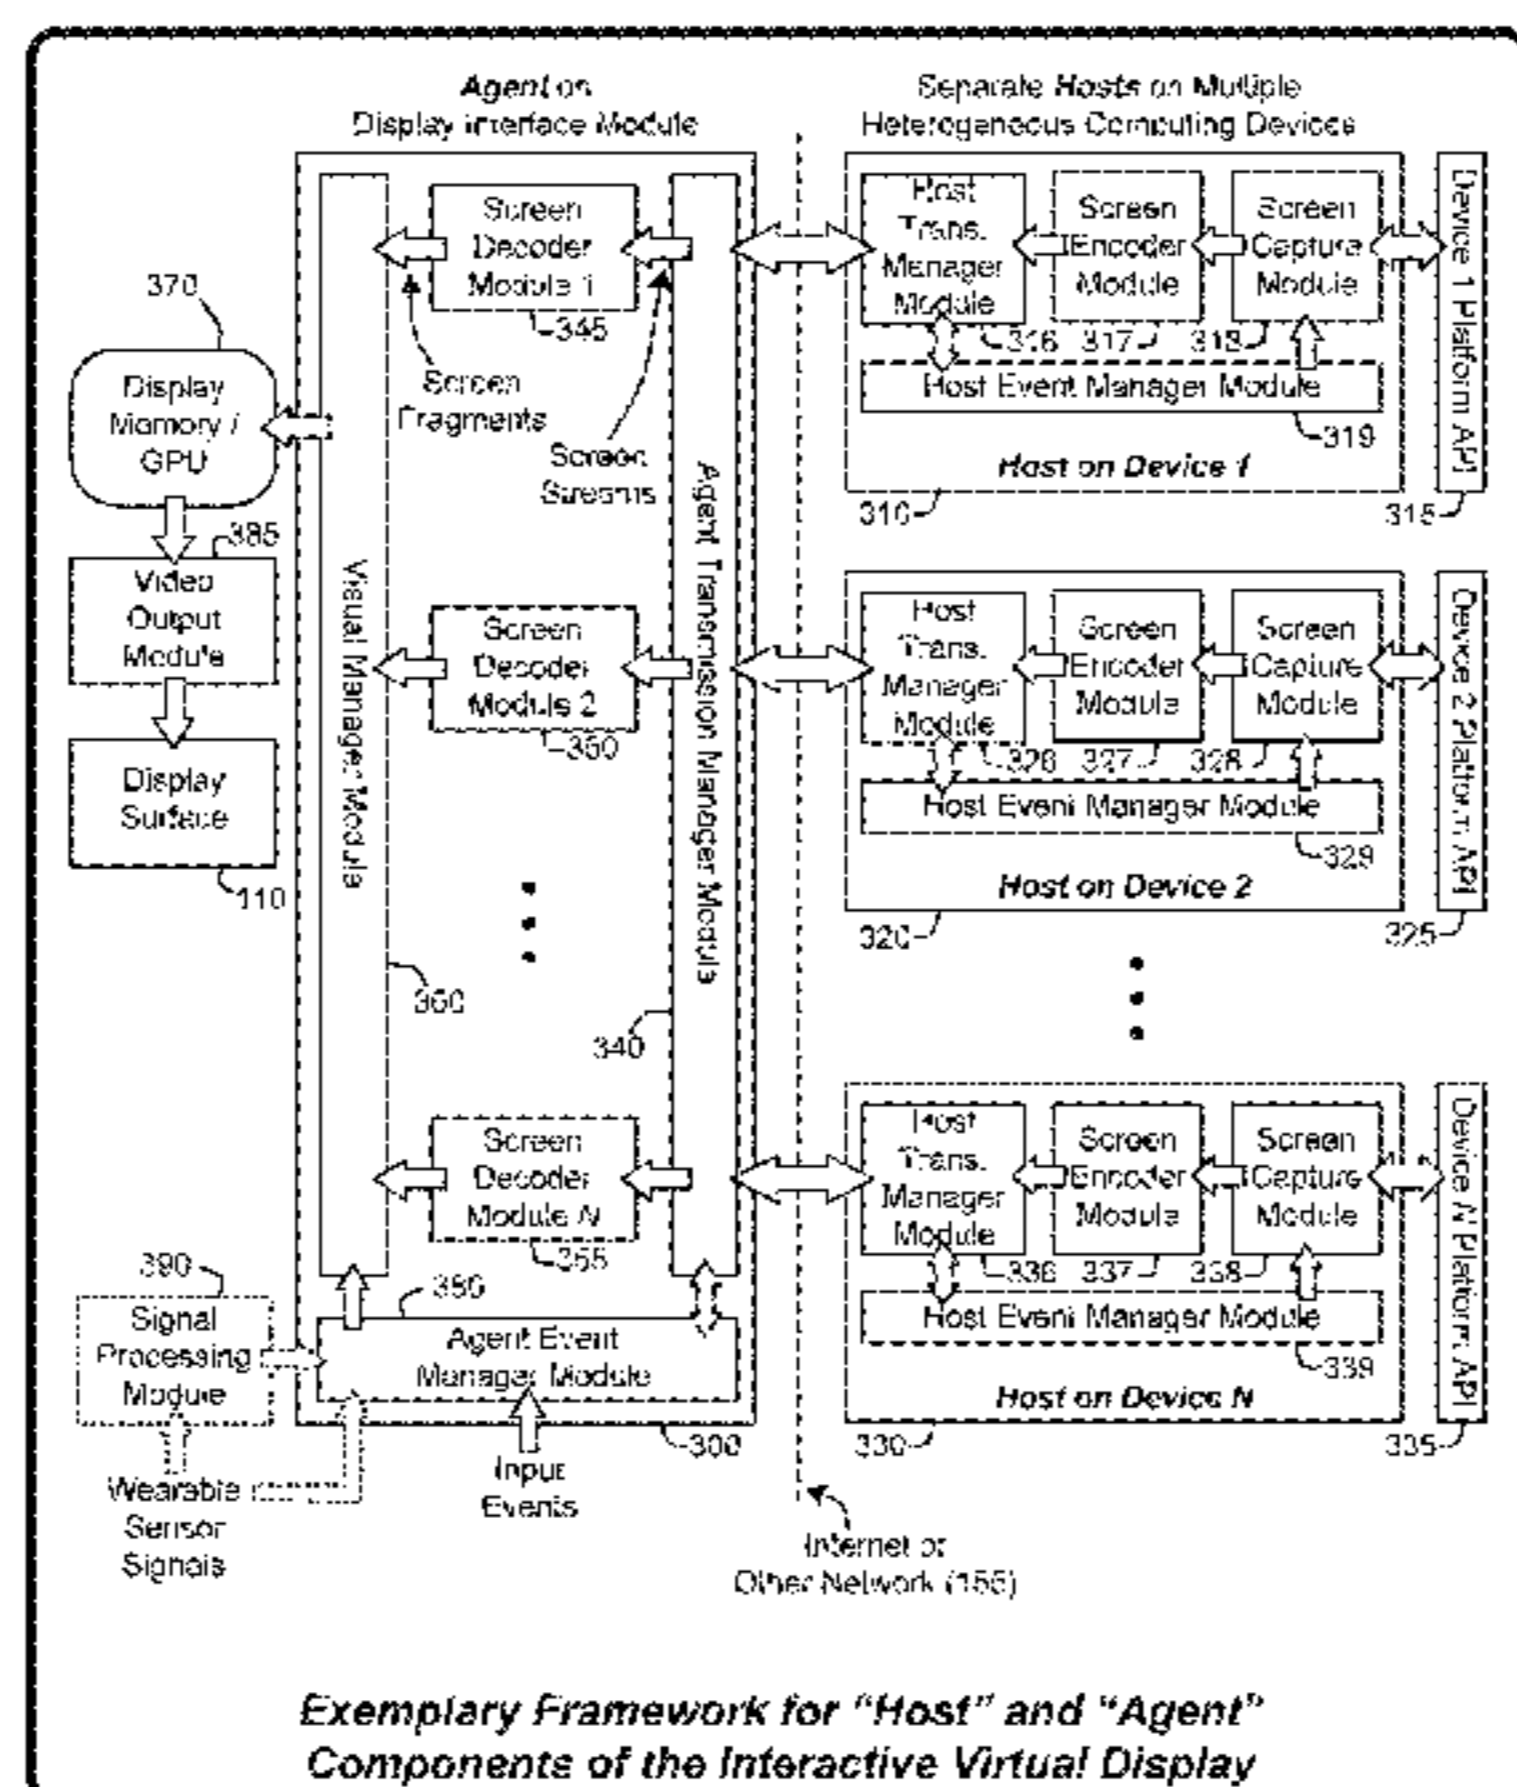 Agent on
Display Interface Module
Separate Hosts on Multiple
Heterogeneous Computing Devices
Screen
Decoder
Module 1
345
Screen
Fragments
Screen
Streams
370
Display
Memory /
GPU
385
Video
Output
Module
Display
Surface
110
Visual Manager Module
360
Agent Transmission Manager Module
340
Screen
Decoder
Module 2
350
Screen
Decoder
Module N
355
390
Signal
Processing
Module
380
Agent Event
Manager Module
300
Wearable
Sensor
Signals
Input
Events
Internet or
Other Network (155)
Host
Trans.
Manager
Module
Screen
Encoder
Module
Screen
Capture
Module
316
317
318
Host Event Manager Module
319
Host on Device 1
310
Device 1 Platform API
315
Host
Trans.
Manager
Module
Screen
Encoder
Module
Screen
Capture
Module
326
327
328
Host Event Manager Module
329
Host on Device 2
320
Device 2 Platform API
325
Host
Trans.
Manager
Module
Screen
Encoder
Module
Screen
Capture
Module
336
337
338
Host Event Manager Module
339
Host on Device N
330
Device N Platform API
335
Exemplary Framework for “Host” and “Agent”
Components of the Interactive Virtual Display